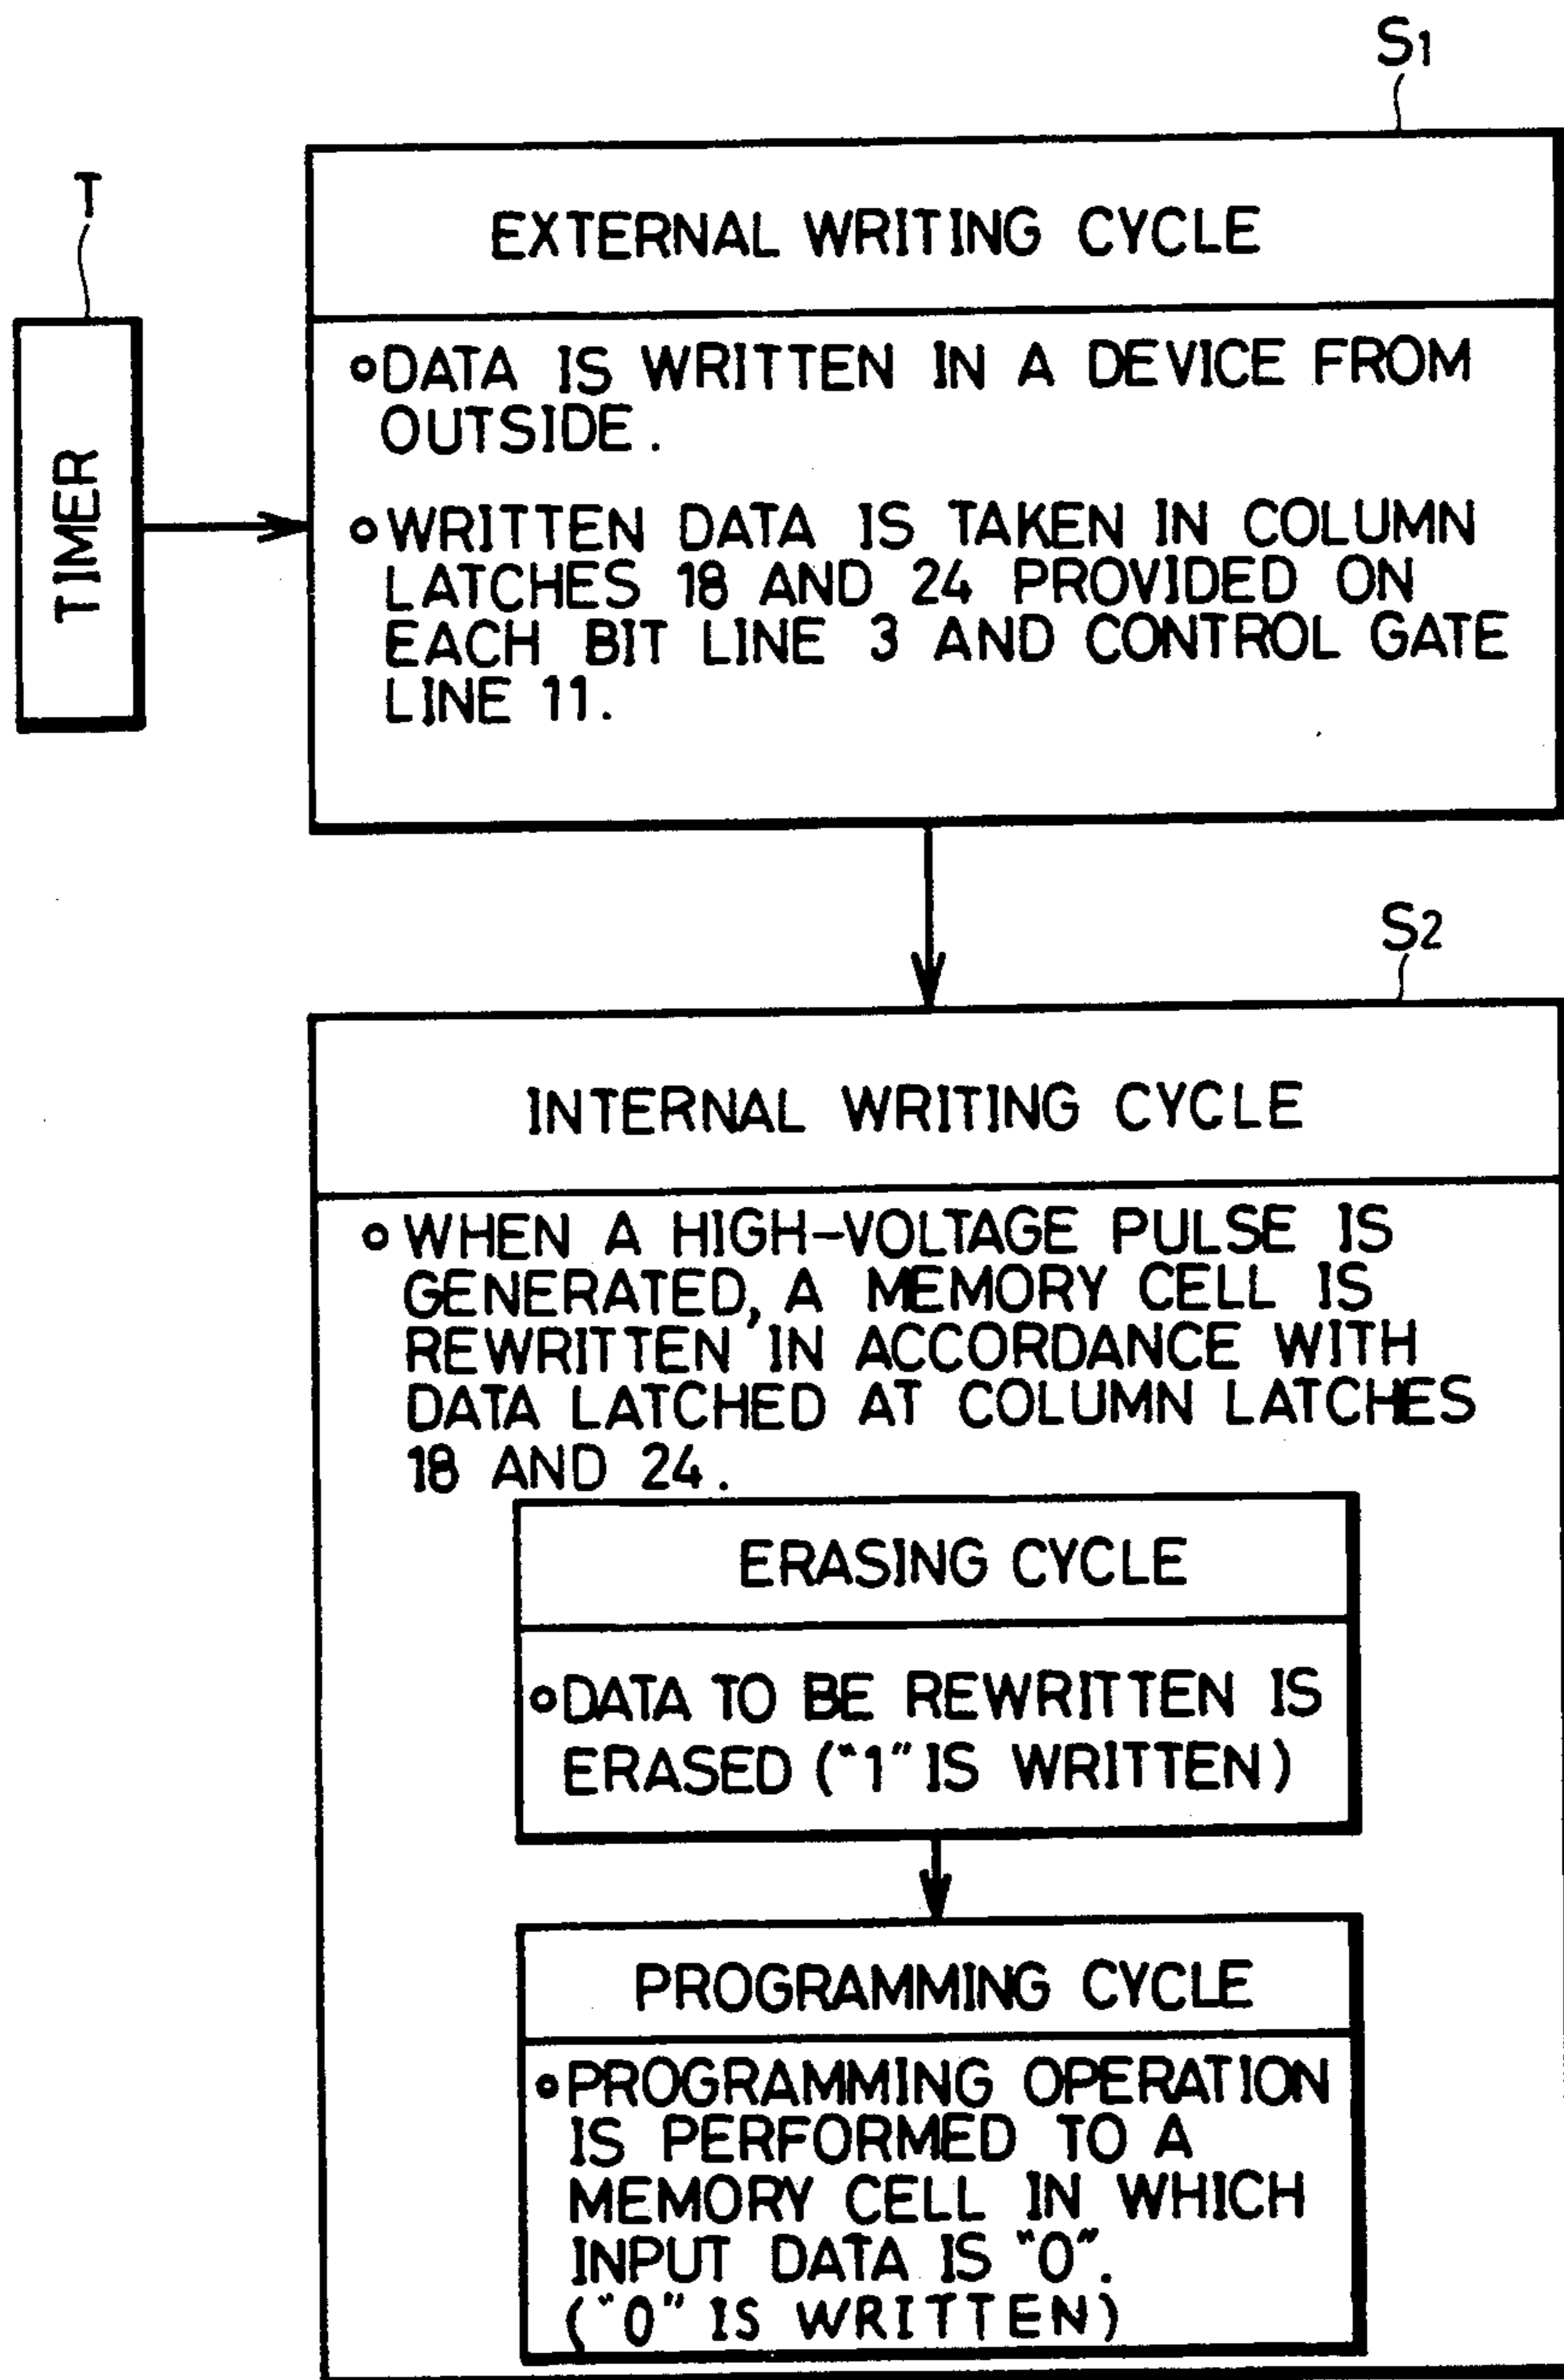 S1
T
EXTERNAL WRITING CYCLE
TIMER
DATA IS WRITTEN IN A DEVICE FROM
OUTSIDE.
WRITTEN DATA IS TAKEN IN COLUMN
LATCHES 18 AND 24 PROVIDED ON
EACH BIT LINE 3 AND CONTROL GATE
LINE 11.
S2
INTERNAL WRITING CYCLE
WHEN A HIGH-VOLTAGE PULSE IS
GENERATED, A MEMORY CELL IS
REWRITTEN IN ACCORDANCE WITH
DATA LATCHED AT COLUMN LATCHES
18 AND 24.
ERASING CYCLE
DATA TO BE REWRITTEN IS
ERASED ("1" IS WRITTEN)
PROGRAMMING CYCLE
PROGRAMMING OPERATION
IS PERFORMED TO A
MEMORY CELL IN WHICH
INPUT DATA IS "0".
("0" IS WRITTEN)